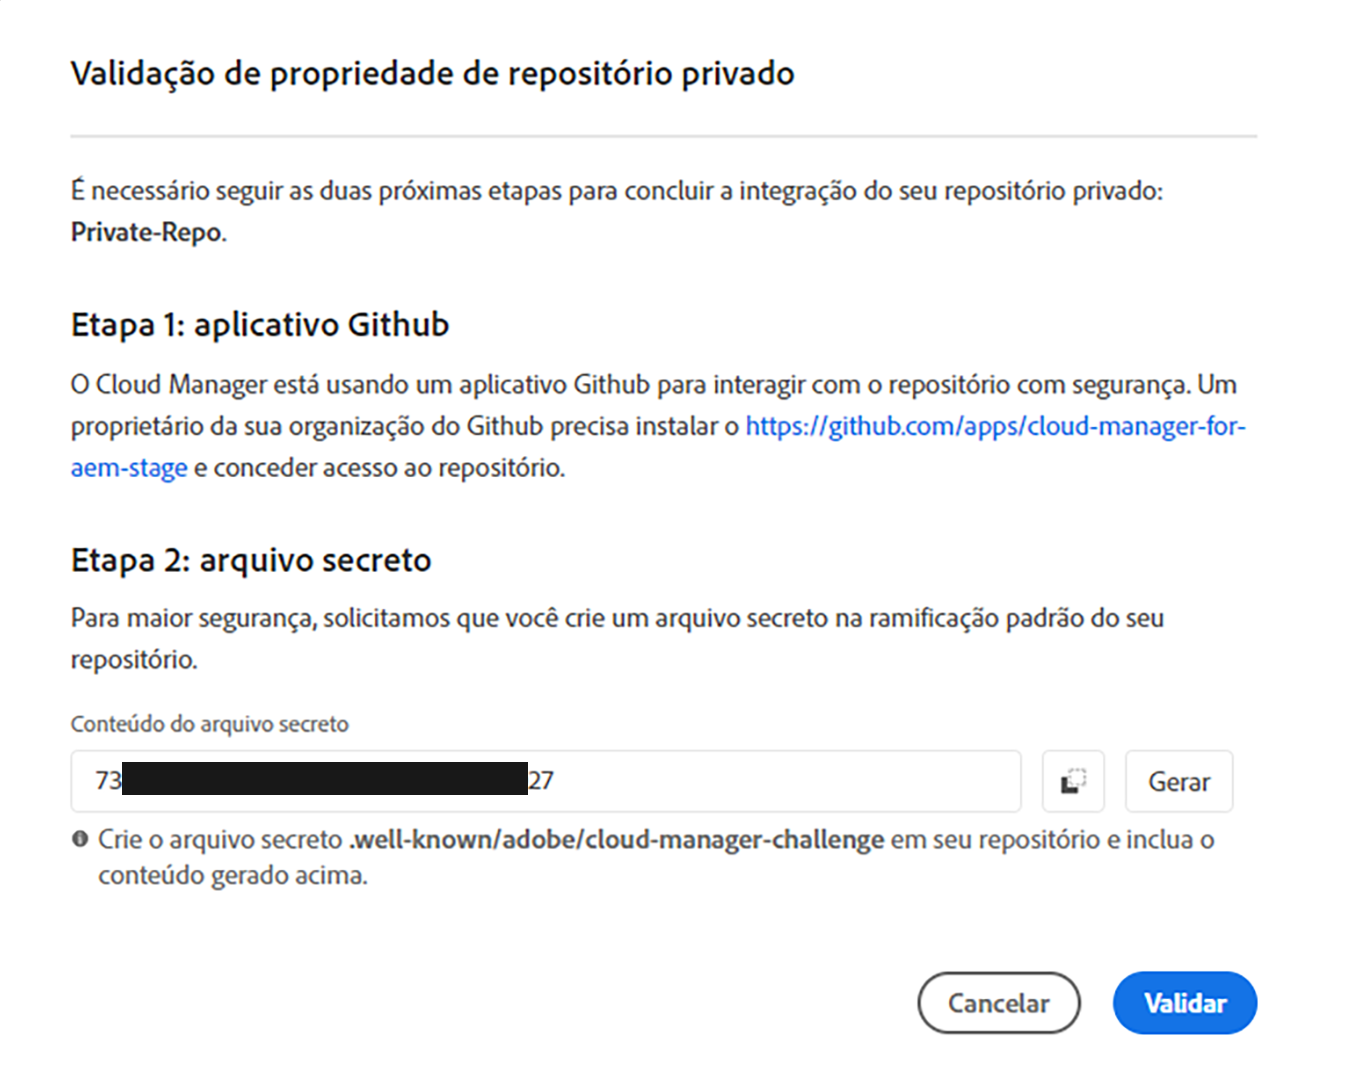 Validação de propriedade de repositório privado
É necessário seguir as duas próximas etapas para concluir a integração do seu repositório privado:
Private-Repo.
Etapa 1: aplicativo Github
O Cloud Manager está usando um aplicativo Github para interagir com o repositório com segurança. Um
proprietário da sua organização do Github precisa instalar o https://github.com/apps/cloud-manager-for-
aem-stage e conceder acesso ao repositório.
Etapa 2: arquivo secreto
Para maior segurança, solicitamos que você crie um arquivo secreto na ramificação padrão do seu
repositório.
Conteúdo do arquivo secreto
73 27
Gerar
Crie o arquivo secreto .well-known/adobe/cloud-manager-challenge em seu repositório e inclua o
conteúdo gerado acima.
Cancelar
Validar